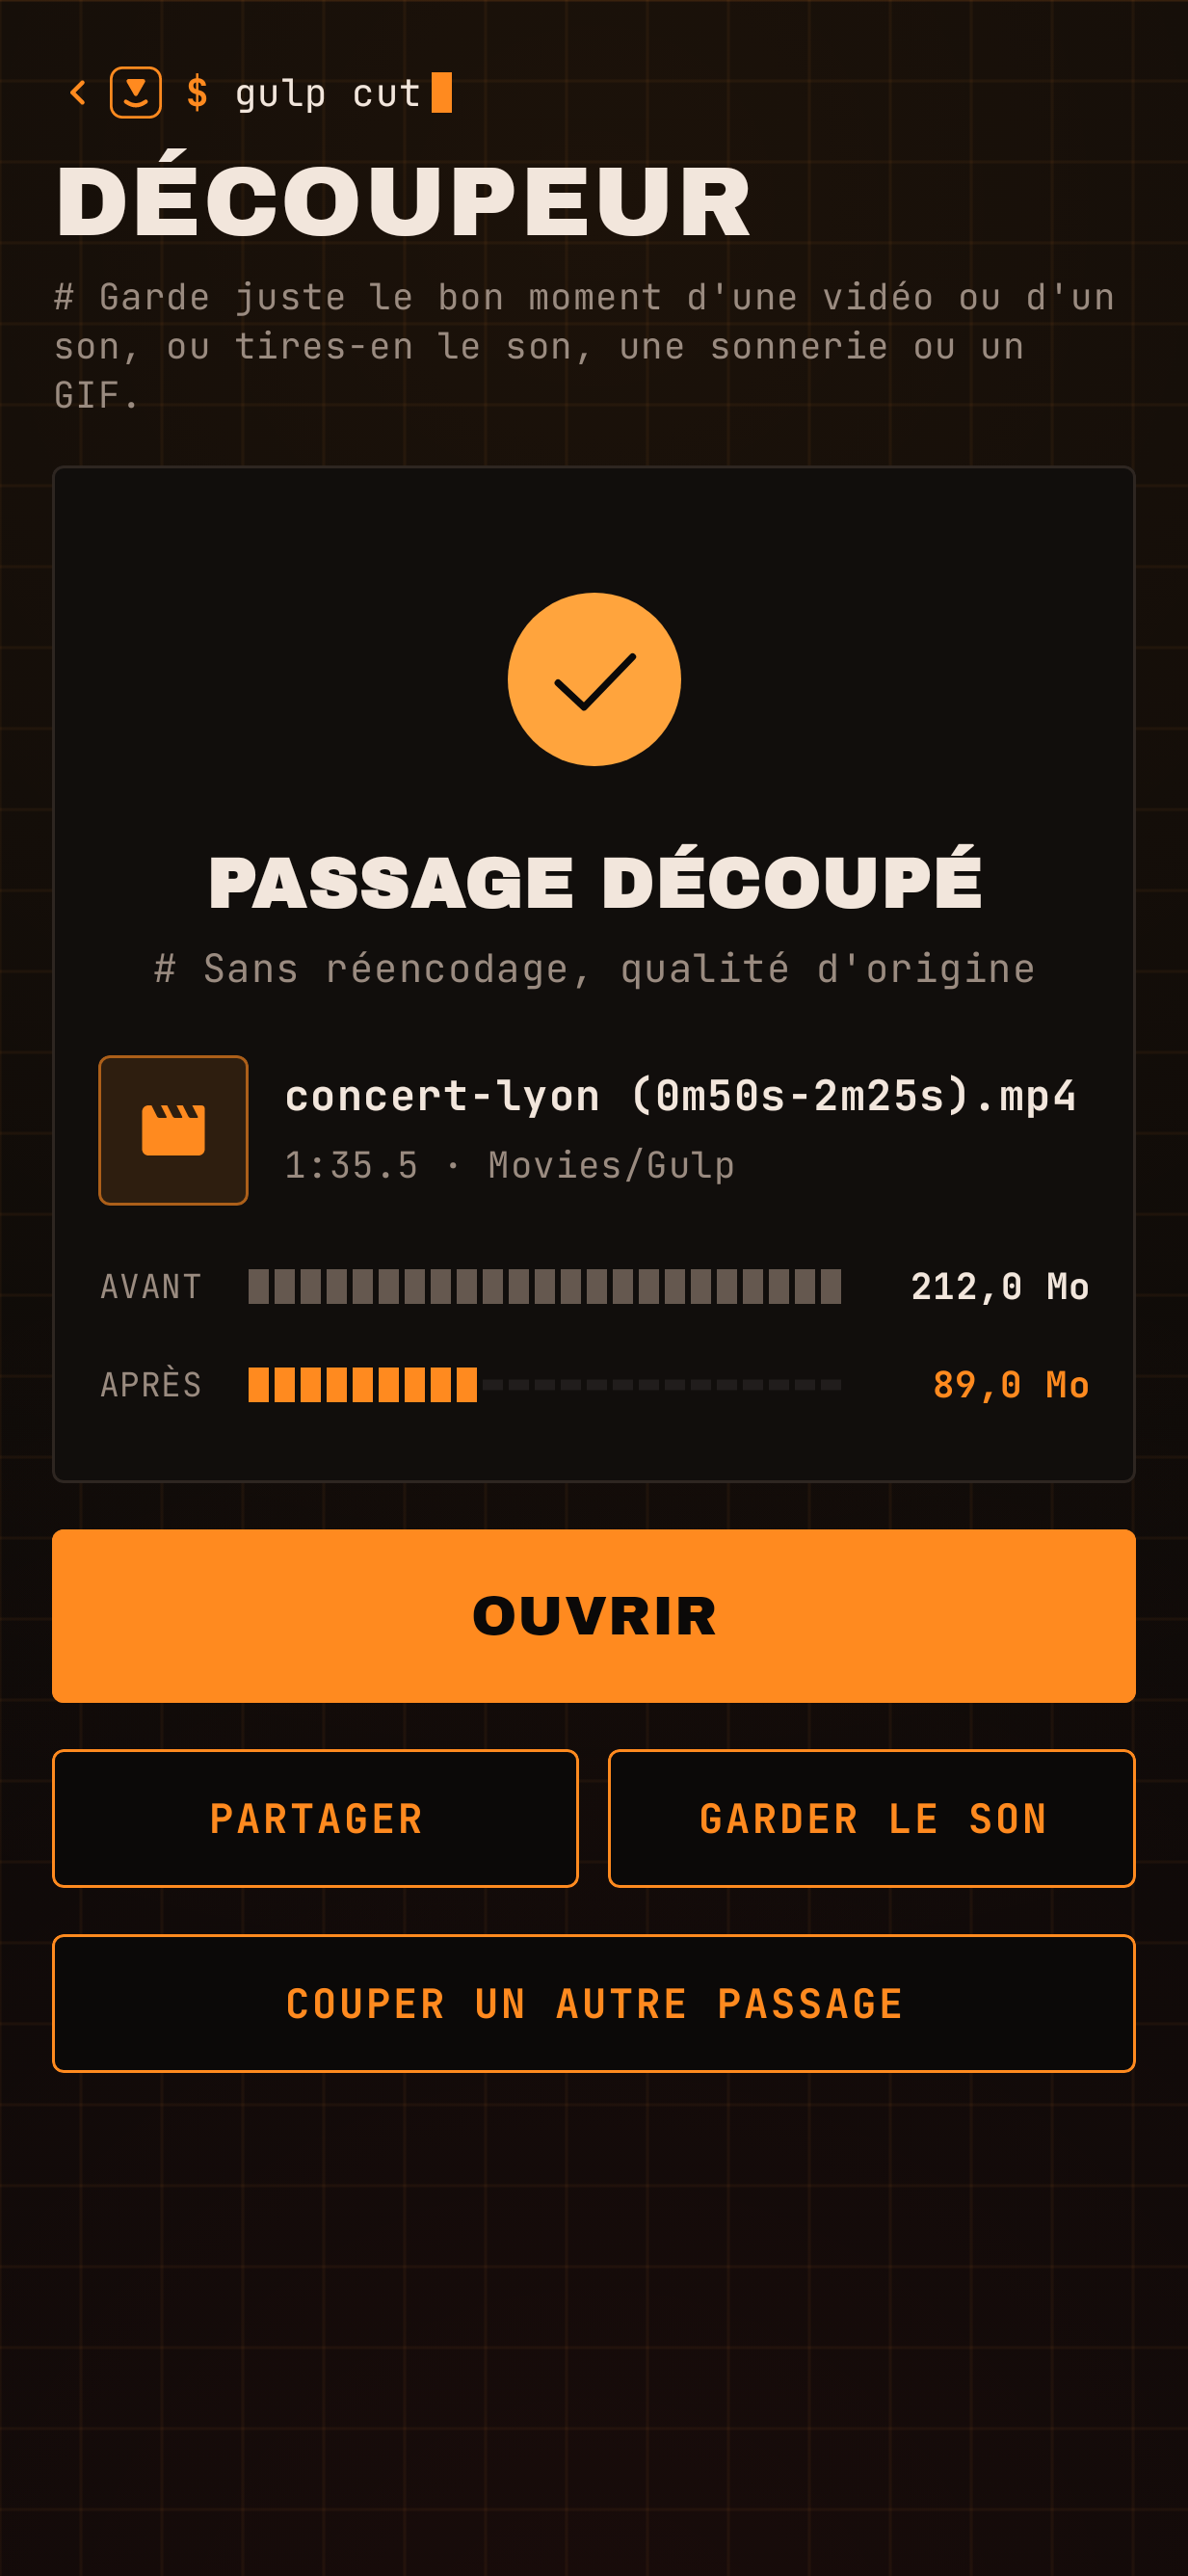 $ gulp cut
DÉCOUPEUR
# Garde juste le bon moment d'une vidéo ou d'un
son, ou tires-en le son, une sonnerie ou un
GIF.
PASSAGE DÉCOUPÉ
# Sans réencodage, qualité d'origine
concert-lyon (0m50s-2m25s).mp4
1:35.5 · Movies/Gulp
AVANT 212,0 Mo
APRÈS 89,0 Mo
OUVRIR
PARTAGER GARDER LE SON
COUPER UN AUTRE PASSAGE